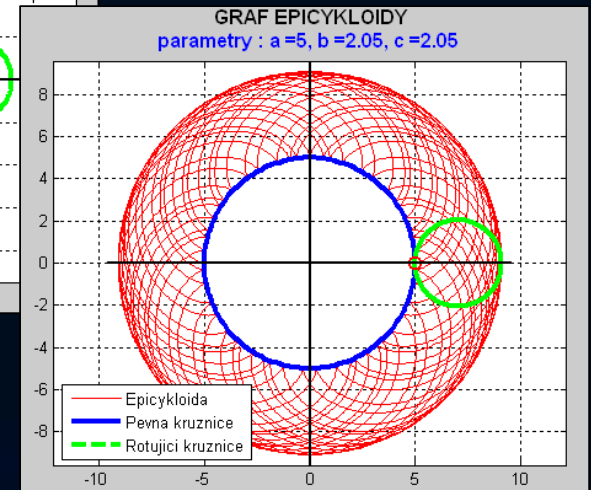 GRAF EPICYKLOIDY
parametry : a =5, b =2.05, c =2.05
8
6
4
2
0
-2
-4
-6
-8
Epicykloida
Pevna kruznice
Rotujici kruznice
-10 -5 0 5 10